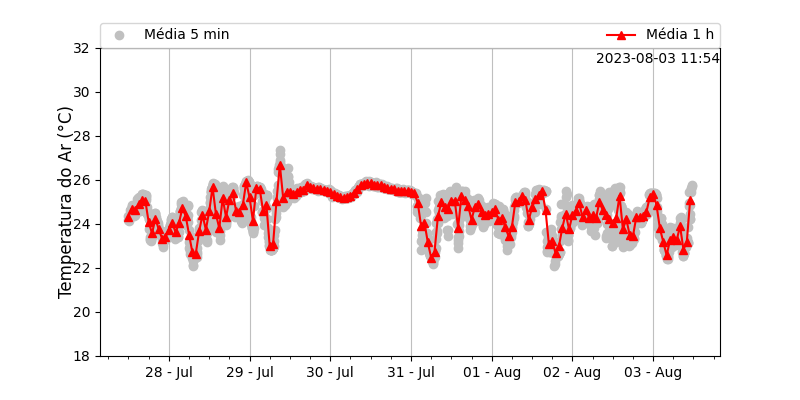 Média 5 min
Média 1 h
2023-08-03 11:54
Temperatura do Ar (°C)
32
30
28
26
24
22
20
18
28 - Jul
29 - Jul
30 - Jul
31 - Jul
01 - Aug
02 - Aug
03 - Aug